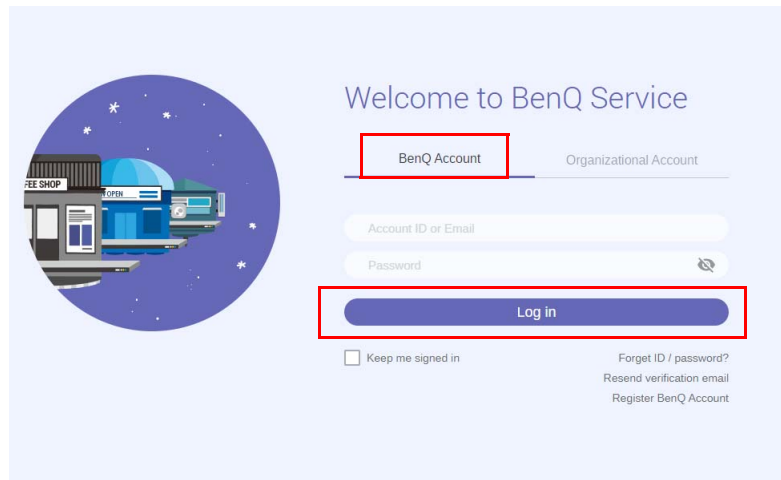 Welcome to BenQ Service
BenQ Account
Organizational Account
FEE SHOP
OPEN
Account ID or Email
Password
Log in
Keep me signed in
Forget ID / password?
Resend verification email
Register BenQ Account